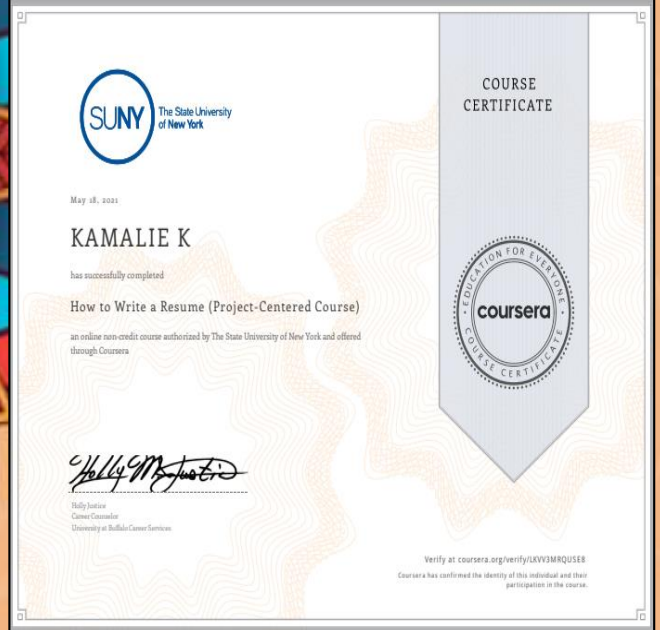 SUNY
The State University
of New York
COURSE
CERTIFICATE
May 18, 2021
KAMALIE K
has successfully completed
How to Write a Resume (Project-Centered Course)
an online non-credit course authorized by The State University of New York and offered
through Coursera
EDUCATION FOR EVERYONE
coursera
COURSE CERTIFICATE
Holly Justice
Career Counselor
University at Buffalo Career Services
Verify at coursera.org/verify/LKVV3MRQUSE8
Coursera has confirmed the identity of this individual and their
participation in the course.